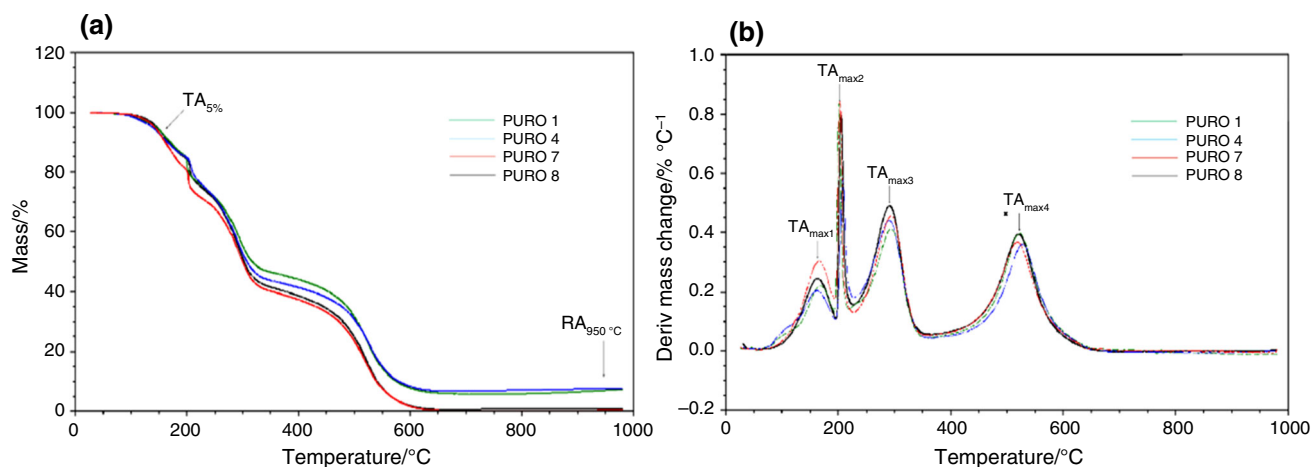 (a)
120
100
80
60
40
20
0
Mass/%
TA5%
PURO 1
PURO 4
PURO 7
PURO 8
RA950 °C
0
200
400
600
800
1000
Temperature/°C
(b)
1.0
0.8
0.6
0.4
0.2
0.0
–0.2
Deriv mass change/% °C–1
TAmax2
TAmax3
TAmax1
TAmax4
PURO 1
PURO 4
PURO 7
PURO 8
0
200
400
600
800
1000
Temperature/°C